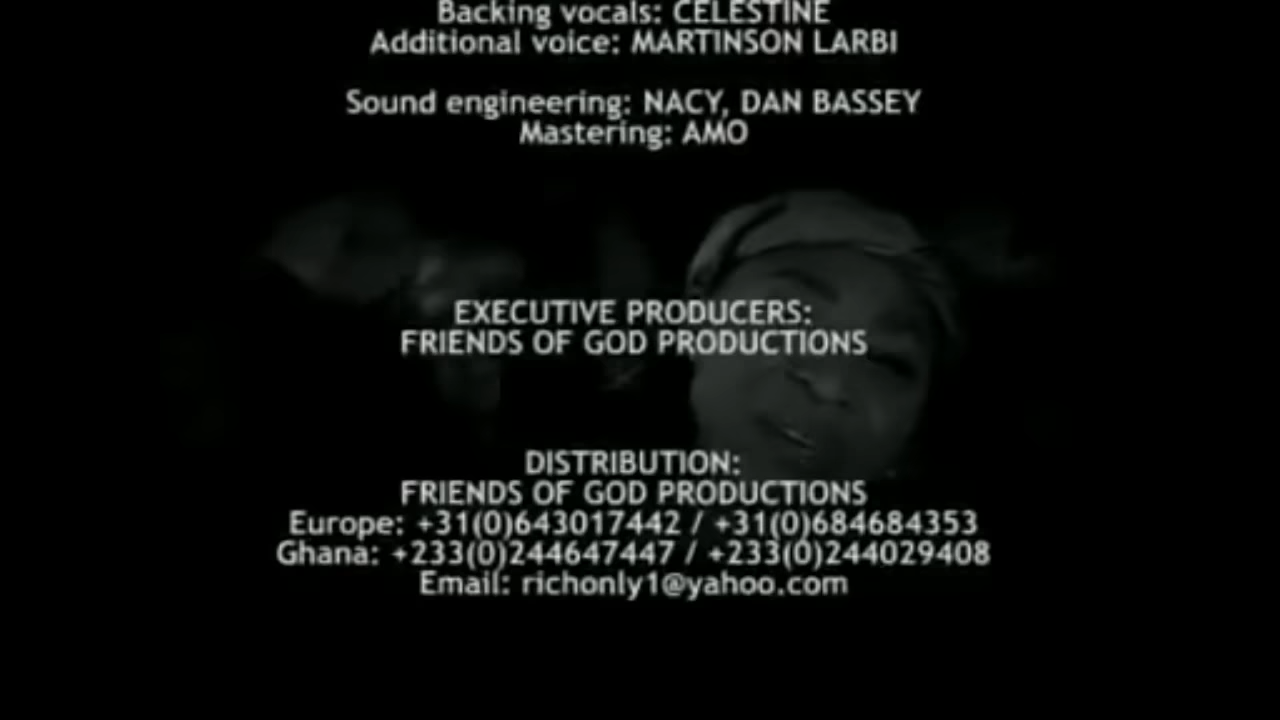 Backing vocals: CELESTINE
Additional voice: MARTINSON LARBI
Sound engineering: NACY, DAN BASSEY
Mastering: AMO
EXECUTIVE PRODUCERS:
FRIENDS OF GOD PRODUCTIONS
DISTRIBUTION:
FRIENDS OF GOD PRODUCTIONS
Europe: +31(0)643017442 / +31(0)684684353
Ghana: +233(0)244647447 / +233(0)244029408
Email: richonly1@yahoo.com